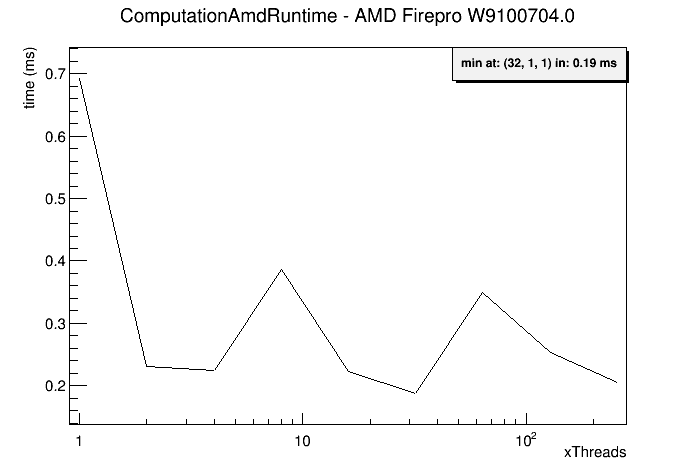 ComputationAmdRuntime - AMD Firepro W9100704.0
time (ms)
min at: (32, 1, 1) in: 0.19 ms
0.7
0.6
0.5
0.4
0.3
0.2
1
10
10²
xThreads